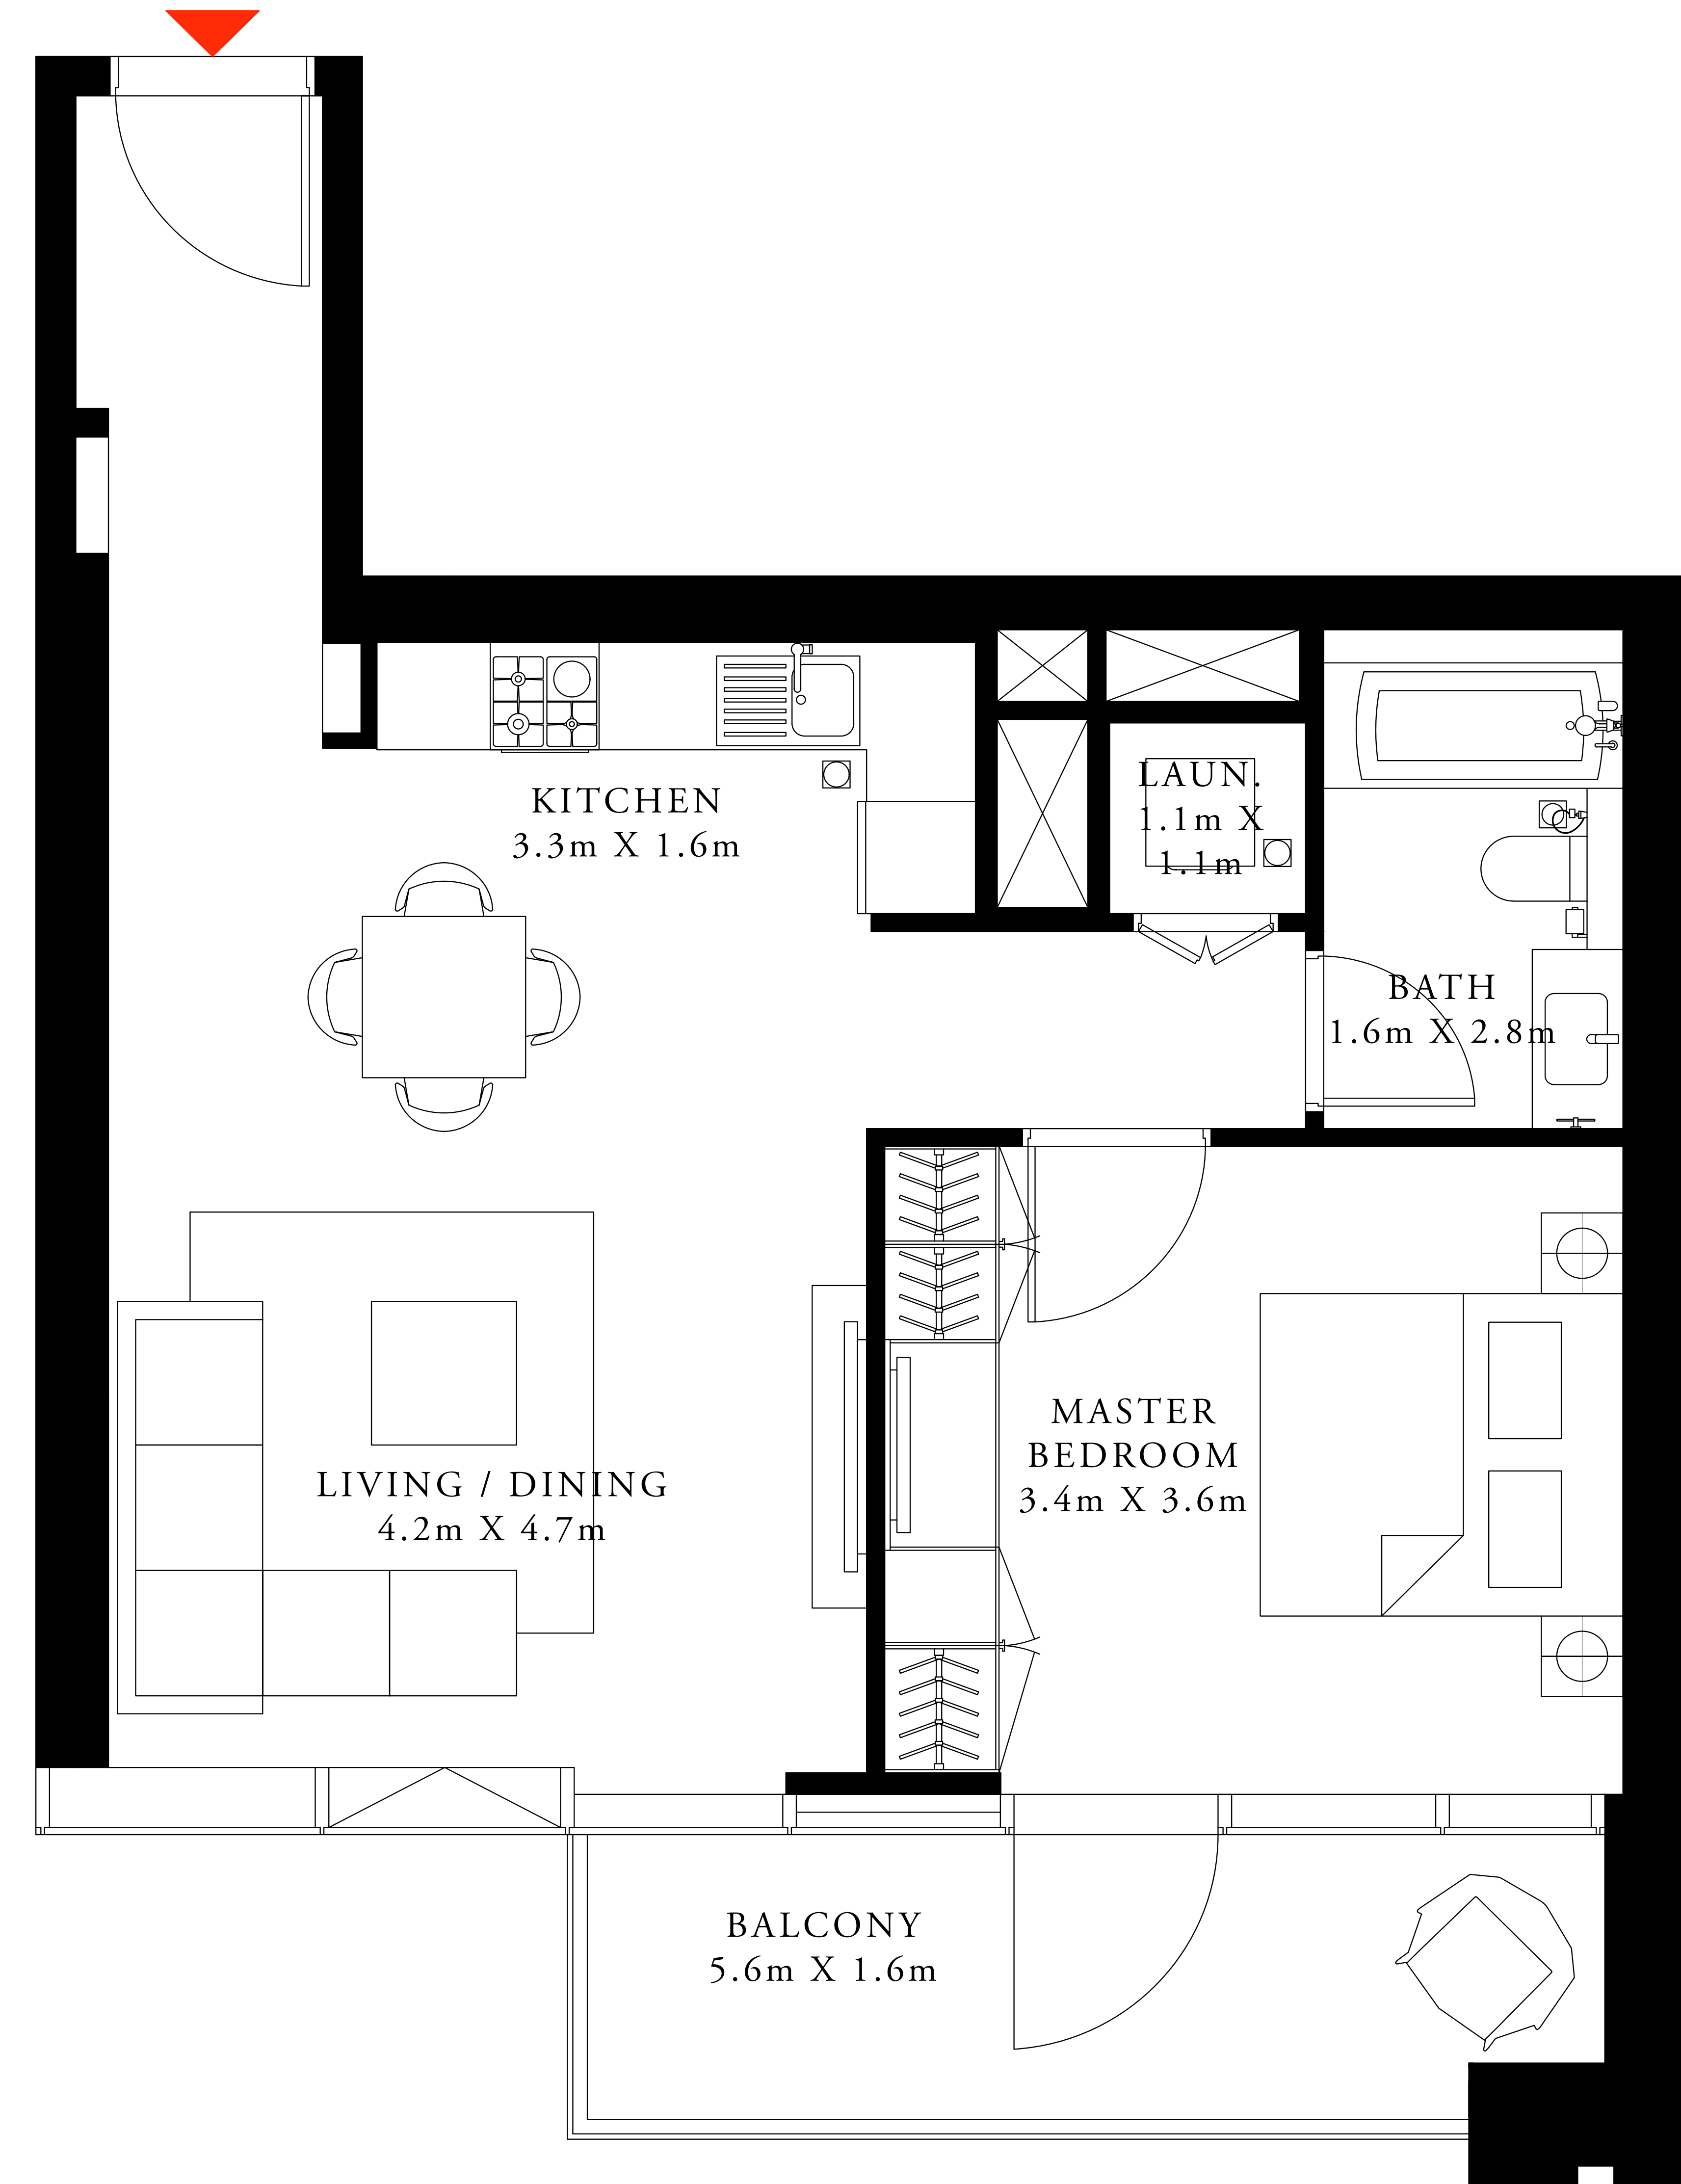 KITCHEN
3.3m X 1.6m
LAUN.
1.1m X
1.1m
BATH
1.6m X 2.8m
MASTER
BEDROOM
3.4m X 3.6m
LIVING / DINING
4.2m X 4.7m
BALCONY
5.6m X 1.6m